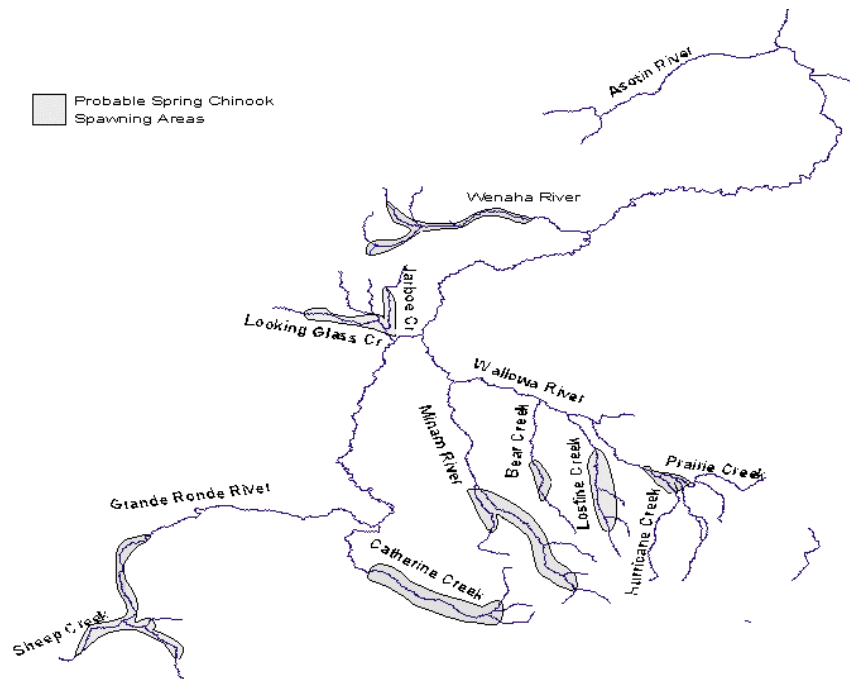 Asotin River
Probable Spring Chinook
Spawning Areas
Wenaha River
Jarboe Cr
Looking Glass Cr
Wallowa River
Minam River
Bear Creek
Lostine Creek
Prairie Creek
Hurricane Creek
Grande Ronde River
Catherine Creek
Sheep Creek